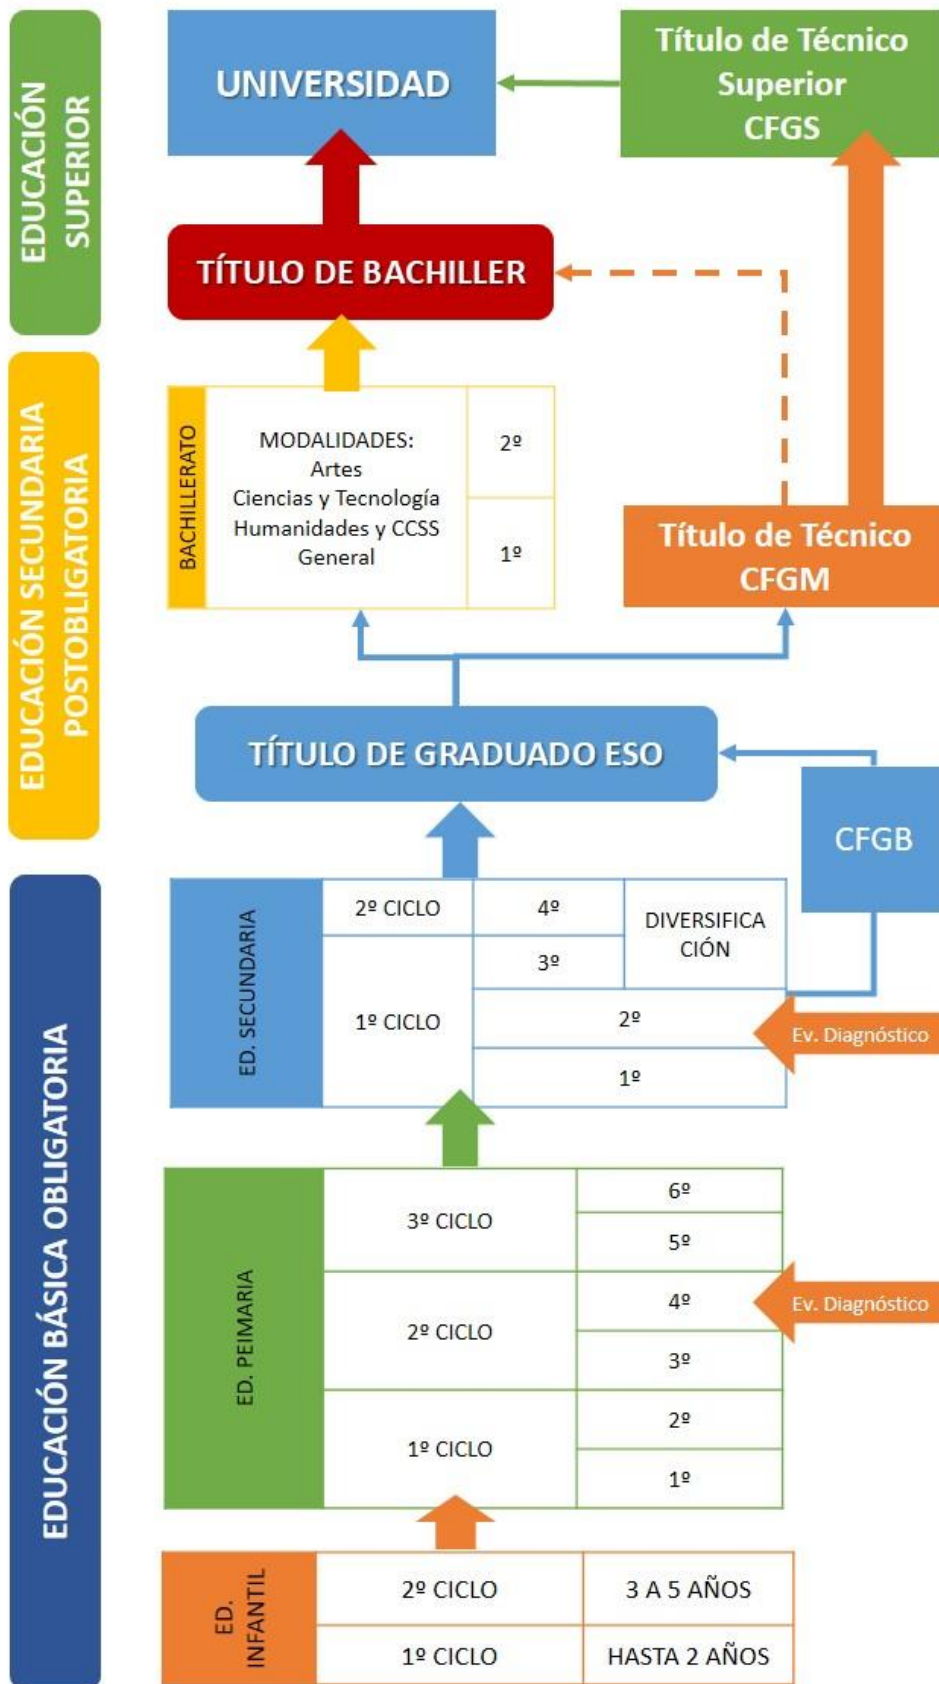 EDUCACIÓN
SUPERIOR
UNIVERSIDAD
Título de Técnico
Superior
CFGS
TÍTULO DE BACHILLER
EDUCACIÓN SECUNDARIA
POSTOBLIGATORIA
BACHILLERATO
MODALIDADES:
Artes
Ciencias y Tecnología
Humanidades y CCSS
General
2º
1º
Título de Técnico
CFGM
TÍTULO DE GRADUADO ESO
CFGB
EDUCACIÓN BÁSICA OBLIGATORIA
ED. SECUNDARIA
2º CICLO
4º
DIVERSIFICA
CIÓN
3º
1º CICLO
2º
Ev. Diagnóstico
1º
ED. PEIMARIA
3º CICLO
6º
5º
2º CICLO
4º
Ev. Diagnóstico
3º
1º CICLO
2º
1º
ED.
INFANTIL
2º CICLO
3 A 5 AÑOS
1º CICLO
HASTA 2 AÑOS